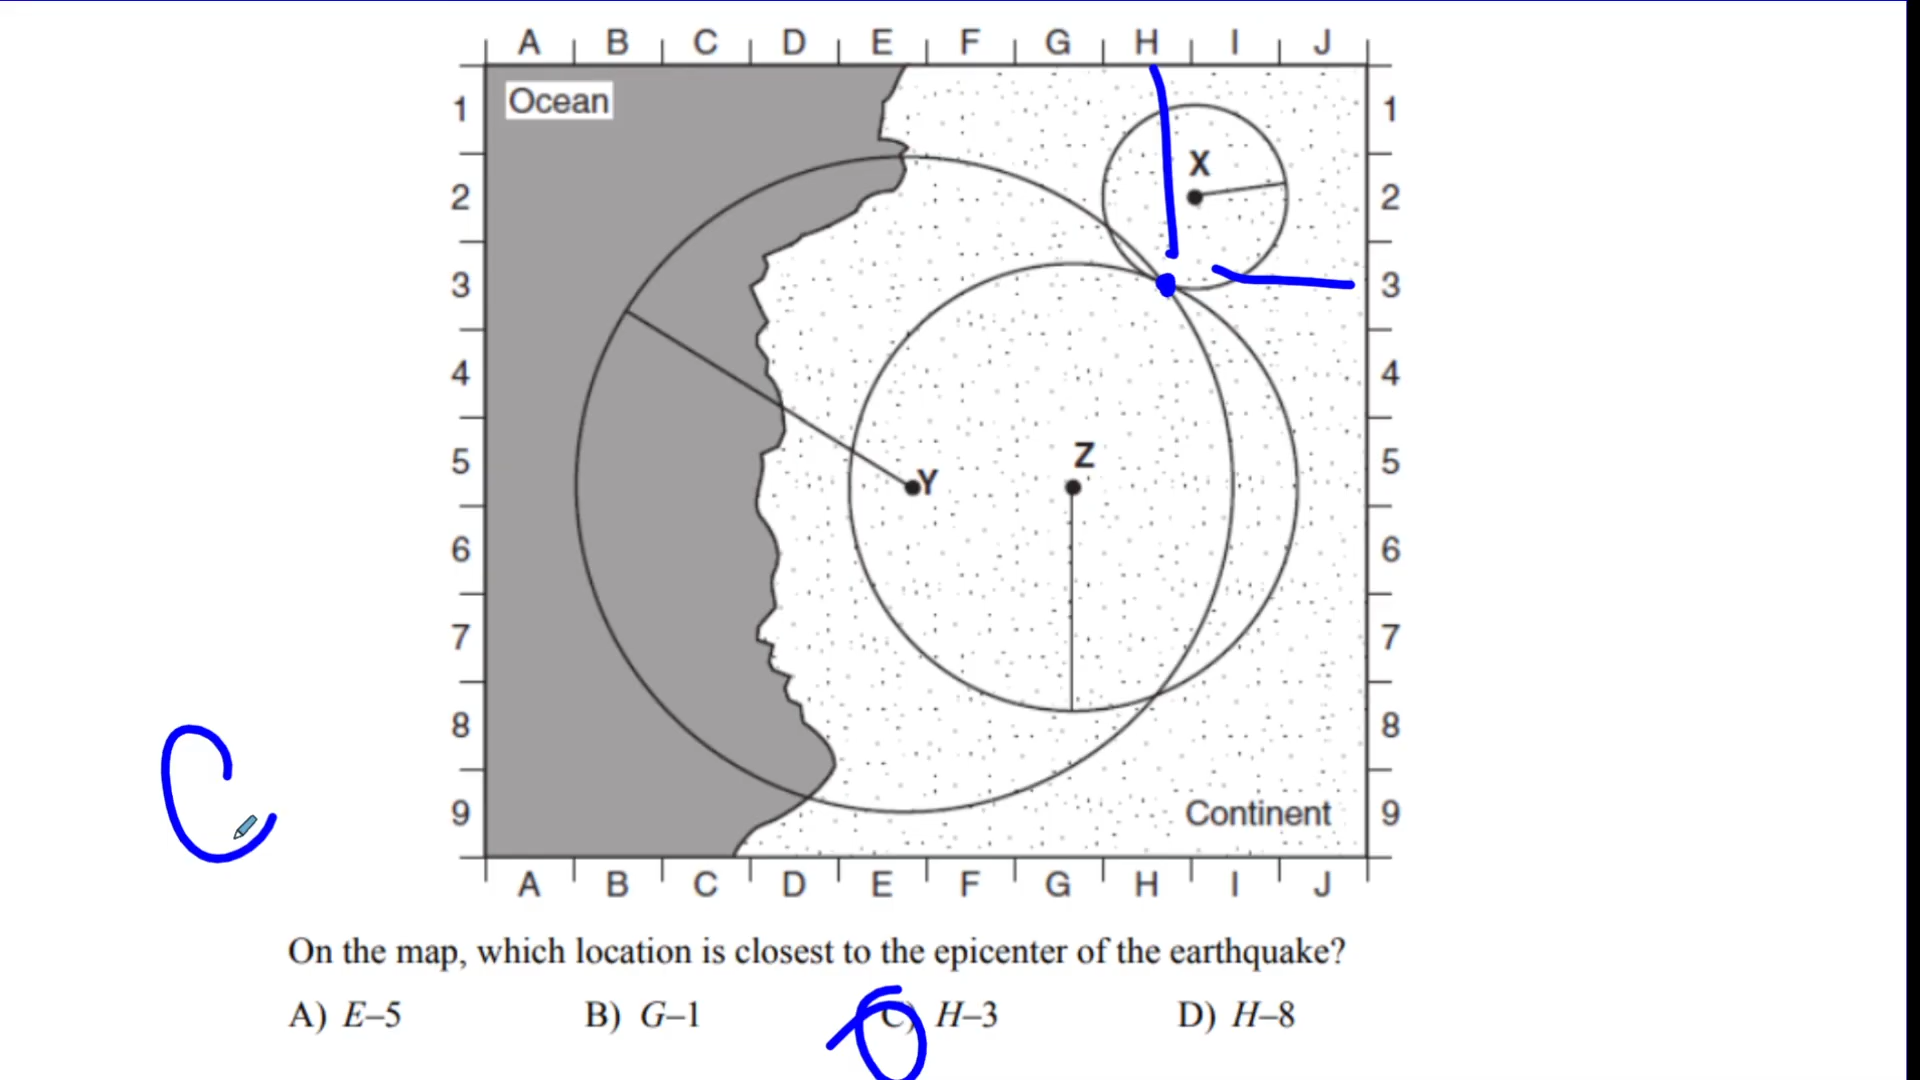 A B C D E F G H I J
Ocean
1 1
X
2 2
3 3
4 4
Z
5 Y 5
6 6
7 7
8 8
C
9 Continent 9
A B C D E F G H I J
On the map, which location is closest to the epicenter of the earthquake?
A) E–5 B) G–1 C) H–3 D) H–8